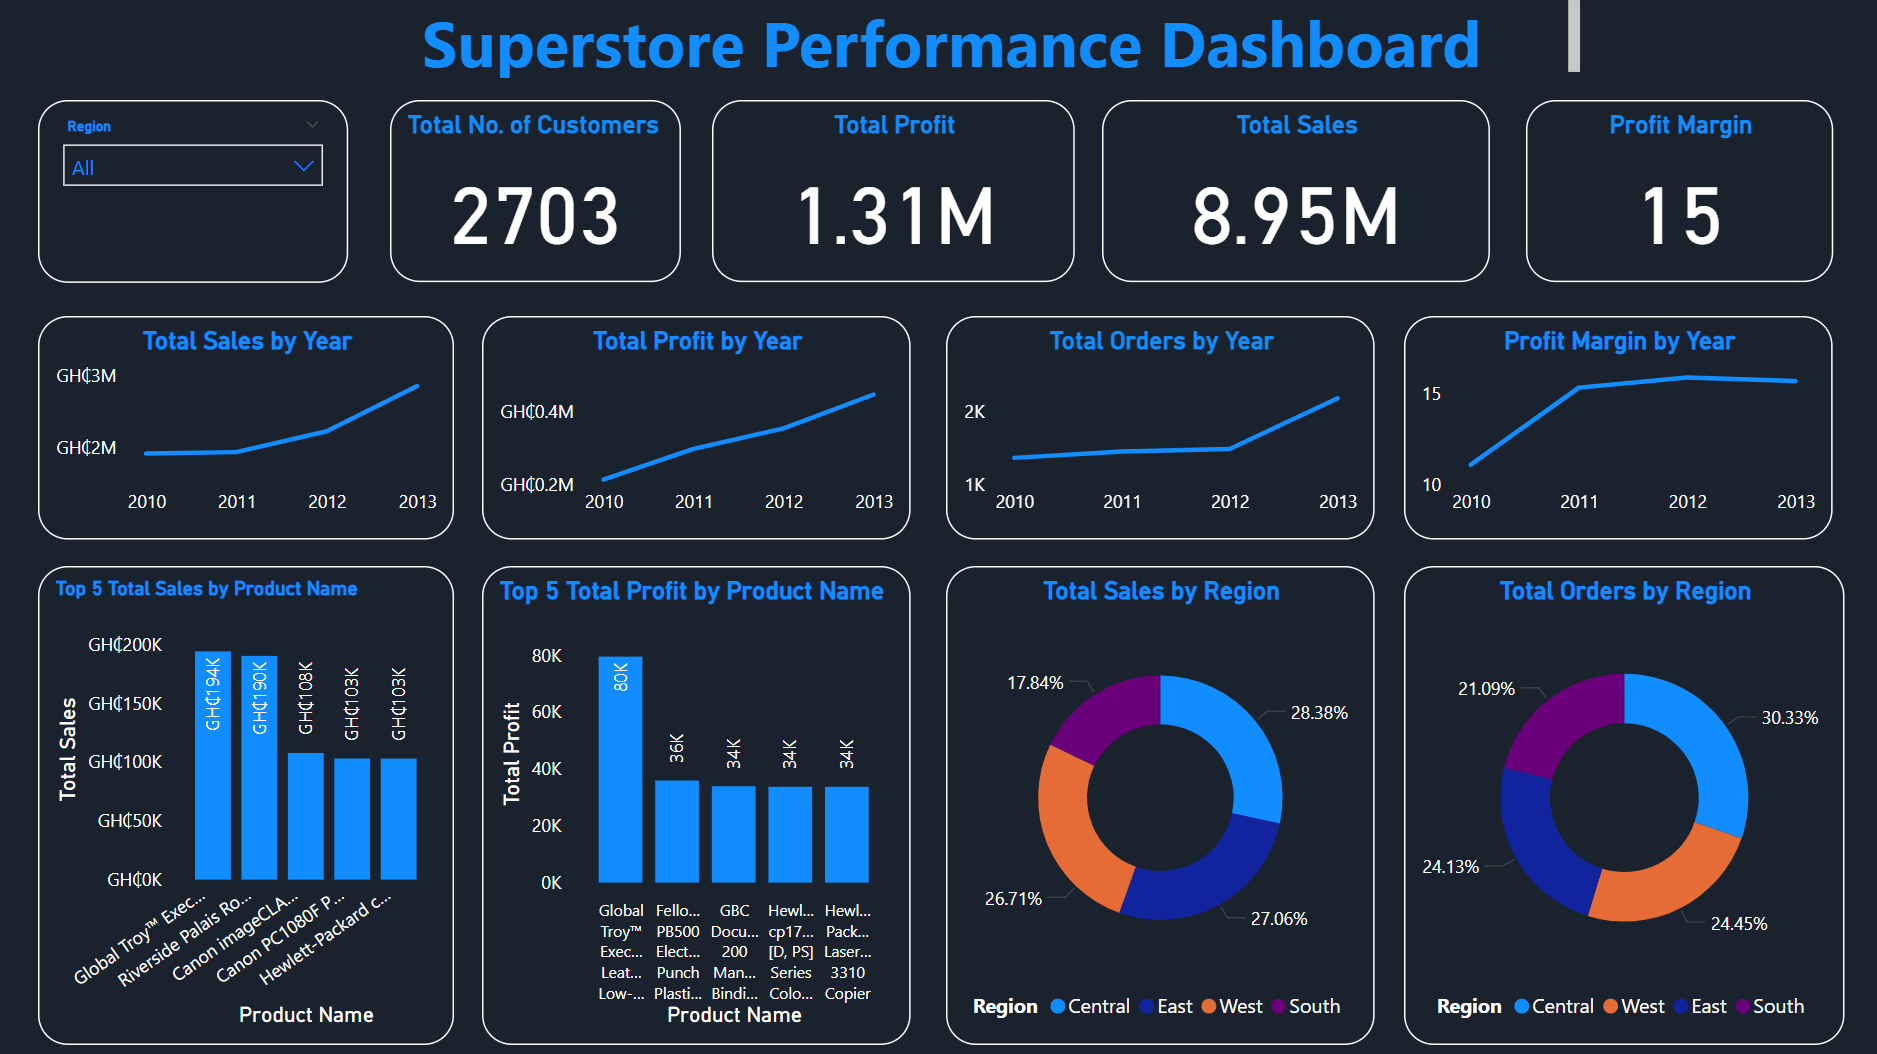 Superstore Performance Dashboard
Region
All
Total No. of Customers
2703
Total Profit
1.31M
Total Sales
8.95M
Profit Margin
15
Total Sales by Year
GH₵3M
GH₵2M
2010 2011 2012 2013
Total Profit by Year
GH₵0.4M
GH₵0.2M
2010 2011 2012 2013
Total Orders by Year
2K
1K
2010 2011 2012 2013
Profit Margin by Year
15
10
2010 2011 2012 2013
Top 5 Total Sales by Product Name
Total Sales
GH₵200K
GH₵150K
GH₵100K
GH₵50K
GH₵0K
GH₵194K
GH₵190K
GH₵108K
GH₵103K
GH₵103K
Global Troy™ Exec...
Riverside Palais Ro...
Canon imageCLA...
Canon PC1080F P...
Hewlett-Packard c...
Product Name
Top 5 Total Profit by Product Name
Total Profit
80K
60K
40K
20K
0K
80K
36K
34K
34K
34K
Global
Troy™
Exec...
Leat...
Low-...
Fello...
PB500
Elect...
Punch
Plasti...
GBC
Docu...
200
Man...
Bindi...
Hewl...
cp17...
[D, PS]
Series
Colo...
Hewl...
Pack...
Laser...
3310
Copier
Product Name
Total Sales by Region
17.84%
28.38%
26.71%
27.06%
Region Central East West South
Total Orders by Region
21.09%
30.33%
24.13%
24.45%
Region Central West East South